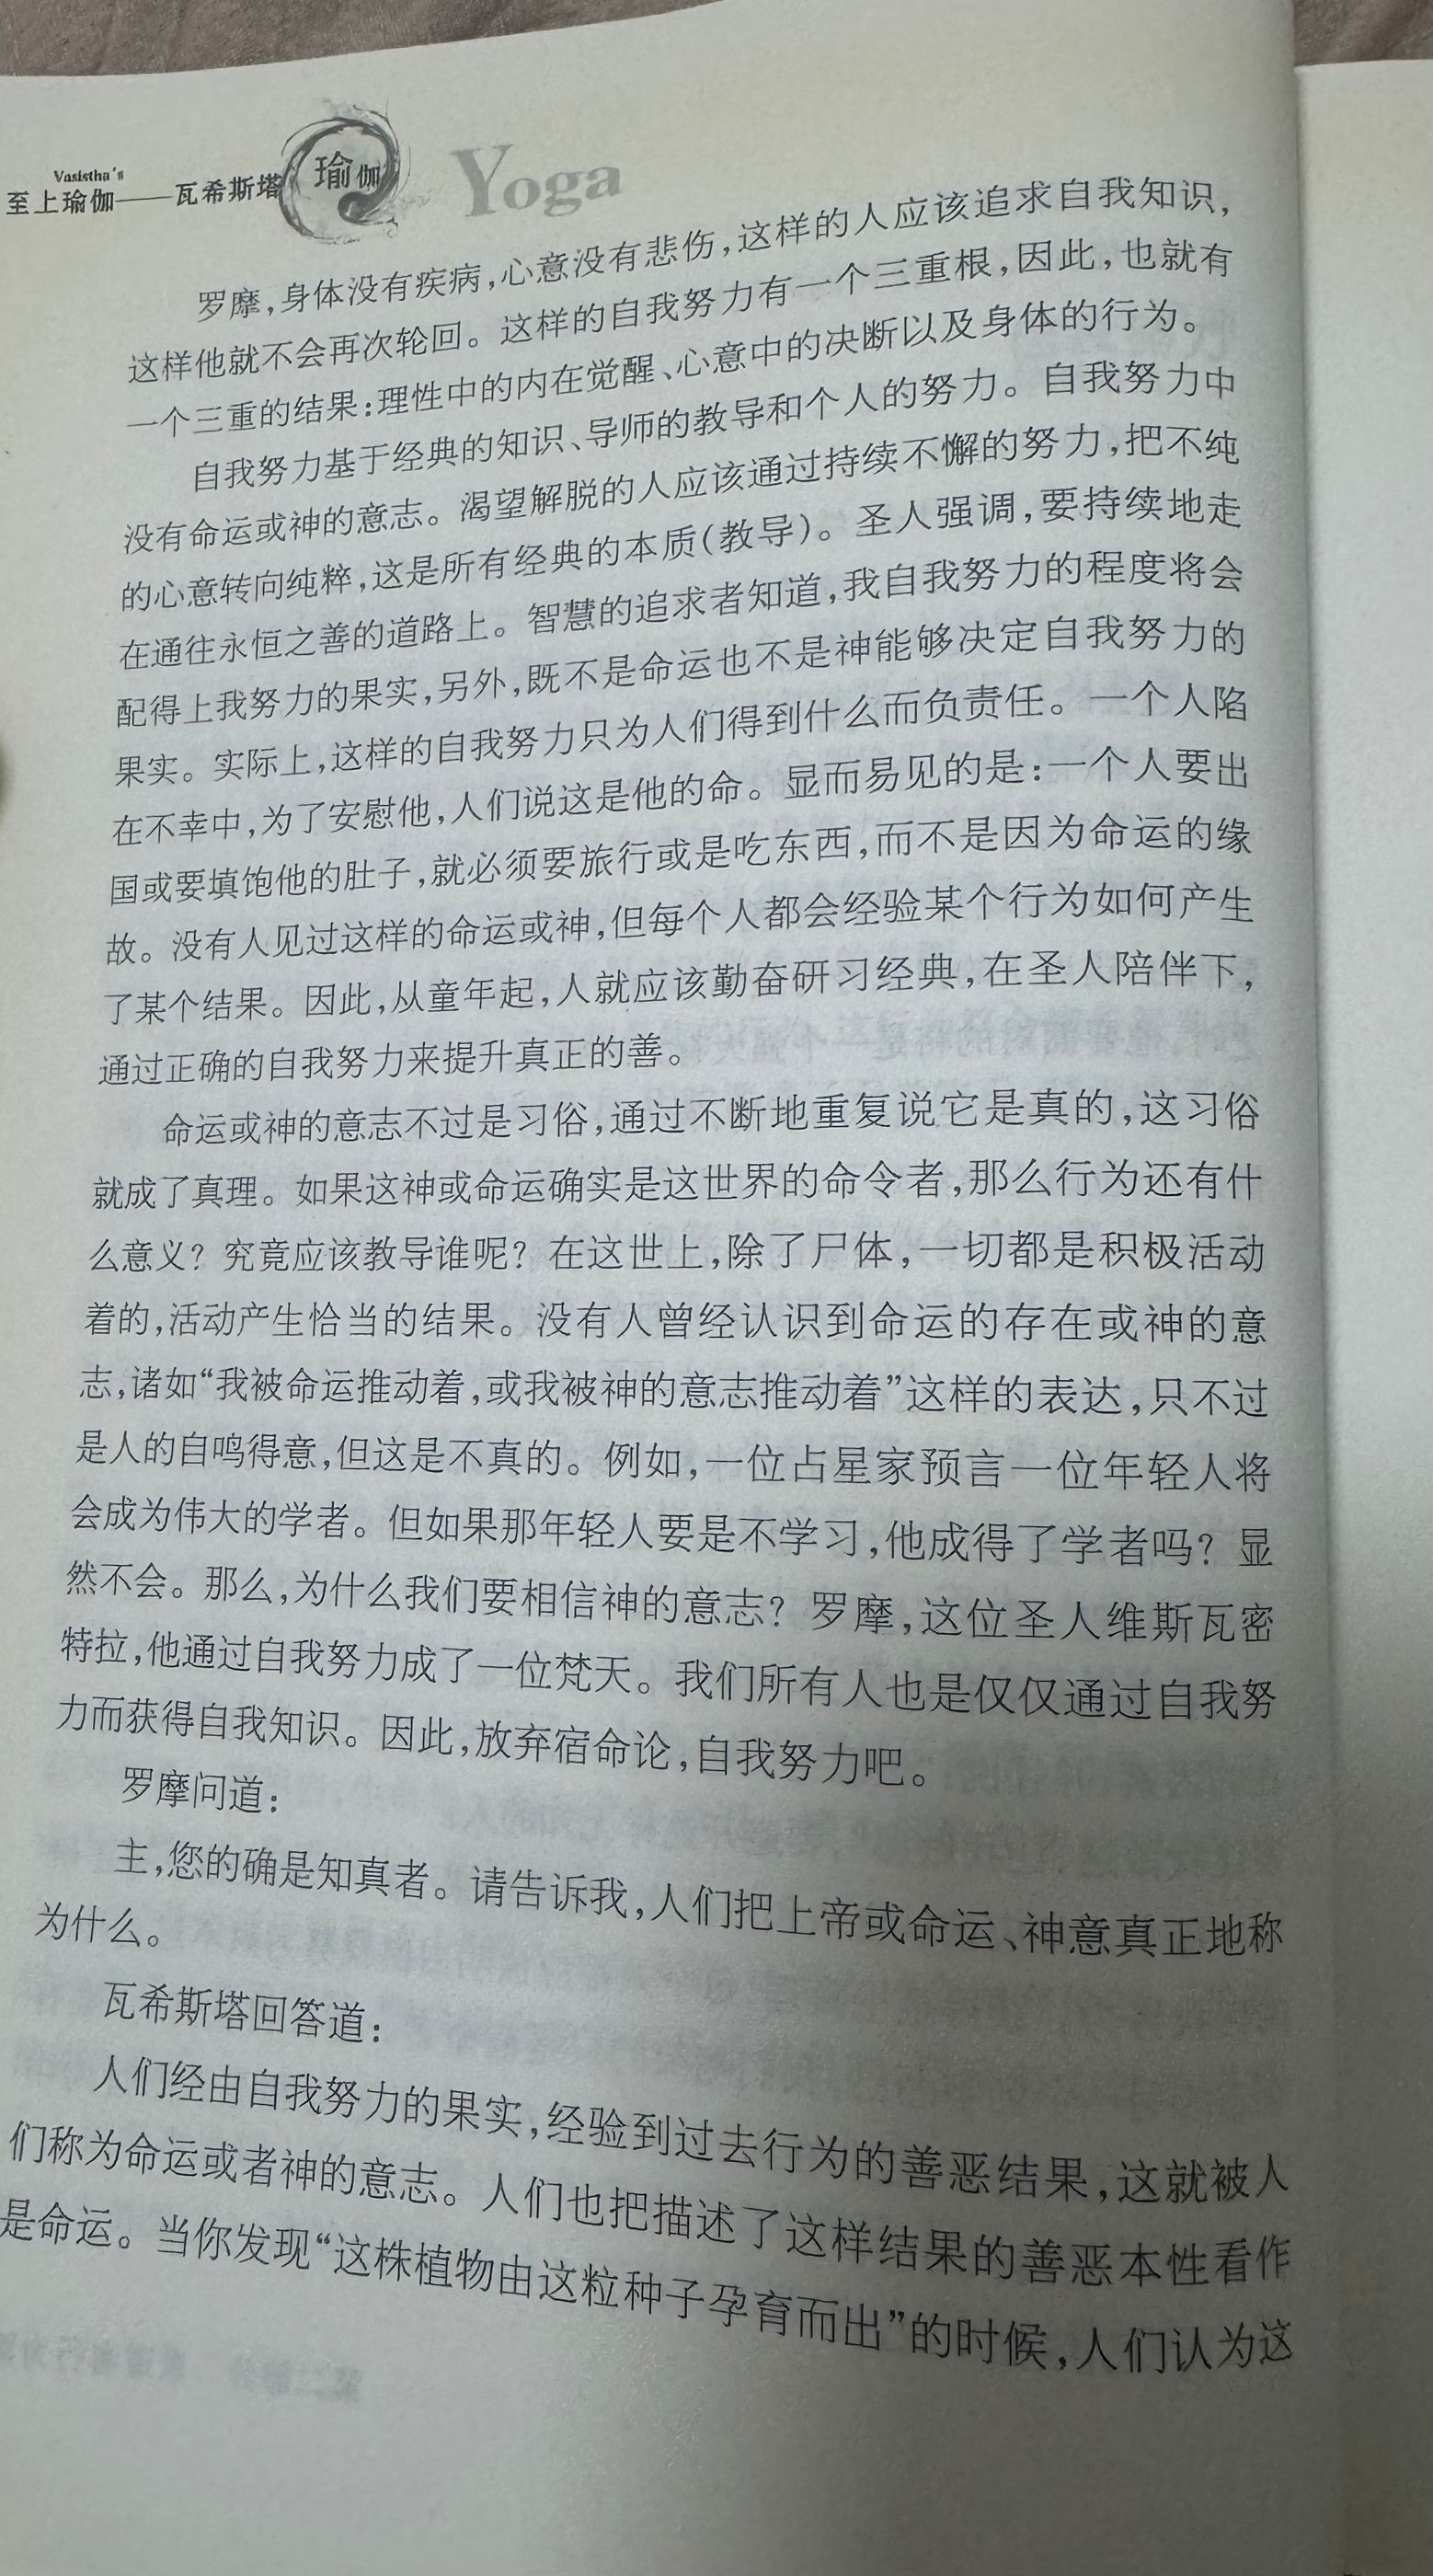 Vasistha's
至上瑜伽——瓦希斯塔
瑜伽
Yoga
罗摩,身体没有疾病,心意没有悲伤,这样的人应该追求自我知识,
这样他就不会再次轮回。这样的自我努力有一个三重根,因此,也就有
一个三重的结果:理性中的内在觉醒、心意中的决断以及身体的行为。
自我努力基于经典的知识、导师的教导和个人的努力。自我努力中
没有命运或神的意志。渴望解脱的人应该通过持续不懈的努力,把不纯
的心意转向纯粹,这是所有经典的本质(教导)。圣人强调,要持续地走
在通往永恒之善的道路上。智慧的追求者知道,我自我努力的程度将会
配得上我努力的果实,另外,既不是命运也不是神能够决定自我努力的
果实。实际上,这样的自我努力只为人们得到什么而负责任。一个人陷
在不幸中,为了安慰他,人们说这是他的命。显而易见的是:一个人要出
国或要填饱他的肚子,就必须要旅行或是吃东西,而不是因为命运的缘
故。没有人见过这样的命运或神,但每个人都会经验某个行为如何产生
了某个结果。因此,从童年起,人就应该勤奋研习经典,在圣人陪伴下,
通过正确的自我努力来提升真正的善。
命运或神的意志不过是习俗,通过不断地重复说它是真的,这习俗
就成了真理。如果这神或命运确实是这世界的命令者,那么行为还有什
么意义?究竟应该教导谁呢?在这世上,除了尸体,一切都是积极活动
着的,活动产生恰当的结果。没有人曾经认识到命运的存在或神的意
志,诸如“我被命运推动着,或我被神的意志推动着”这样的表达,只不过
是人的自鸣得意,但这是不真的。例如,一位占星家预言一位年轻人将
会成为伟大的学者。但如果那年轻人要是不学习,他成得了学者吗?显
然不会。那么,为什么我们要相信神的意志?罗摩,这位圣人维斯瓦密
特拉,他通过自我努力成了一位梵天。我们所有人也是仅仅通过自我努
力而获得自我知识。因此,放弃宿命论,自我努力吧。
罗摩问道:
主,您的确是知真者。请告诉我,人们把上帝或命运、神意真正地称
为什么。
瓦希斯塔回答道:
人们经由自我努力的果实,经验到过去行为的善恶结果,这就被人
们称为命运或者神的意志。人们也把描述了这样结果的善恶本性看作
是命运。当你发现“这株植物由这粒种子孕育而出”的时候,人们认为这